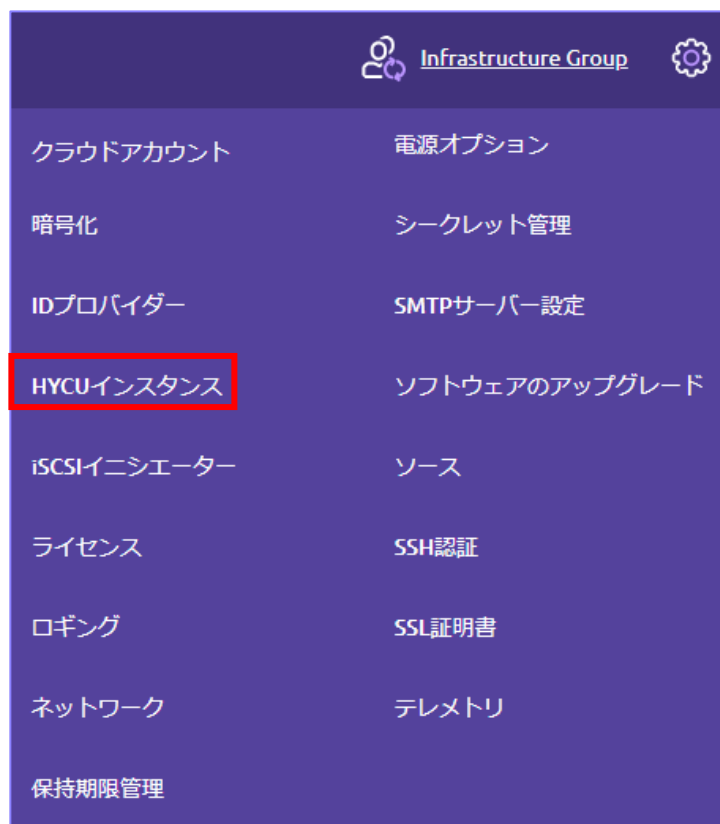 Infrastructure Group
クラウドアカウント
暗号化
IDプロバイダー
HYCUインスタンス
iSCSIイニシエーター
ライセンス
ロギング
ネットワーク
保持期限管理
電源オプション
シークレット管理
SMTPサーバー設定
ソフトウェアのアップグレード
ソース
SSH認証
SSL証明書
テレメトリ